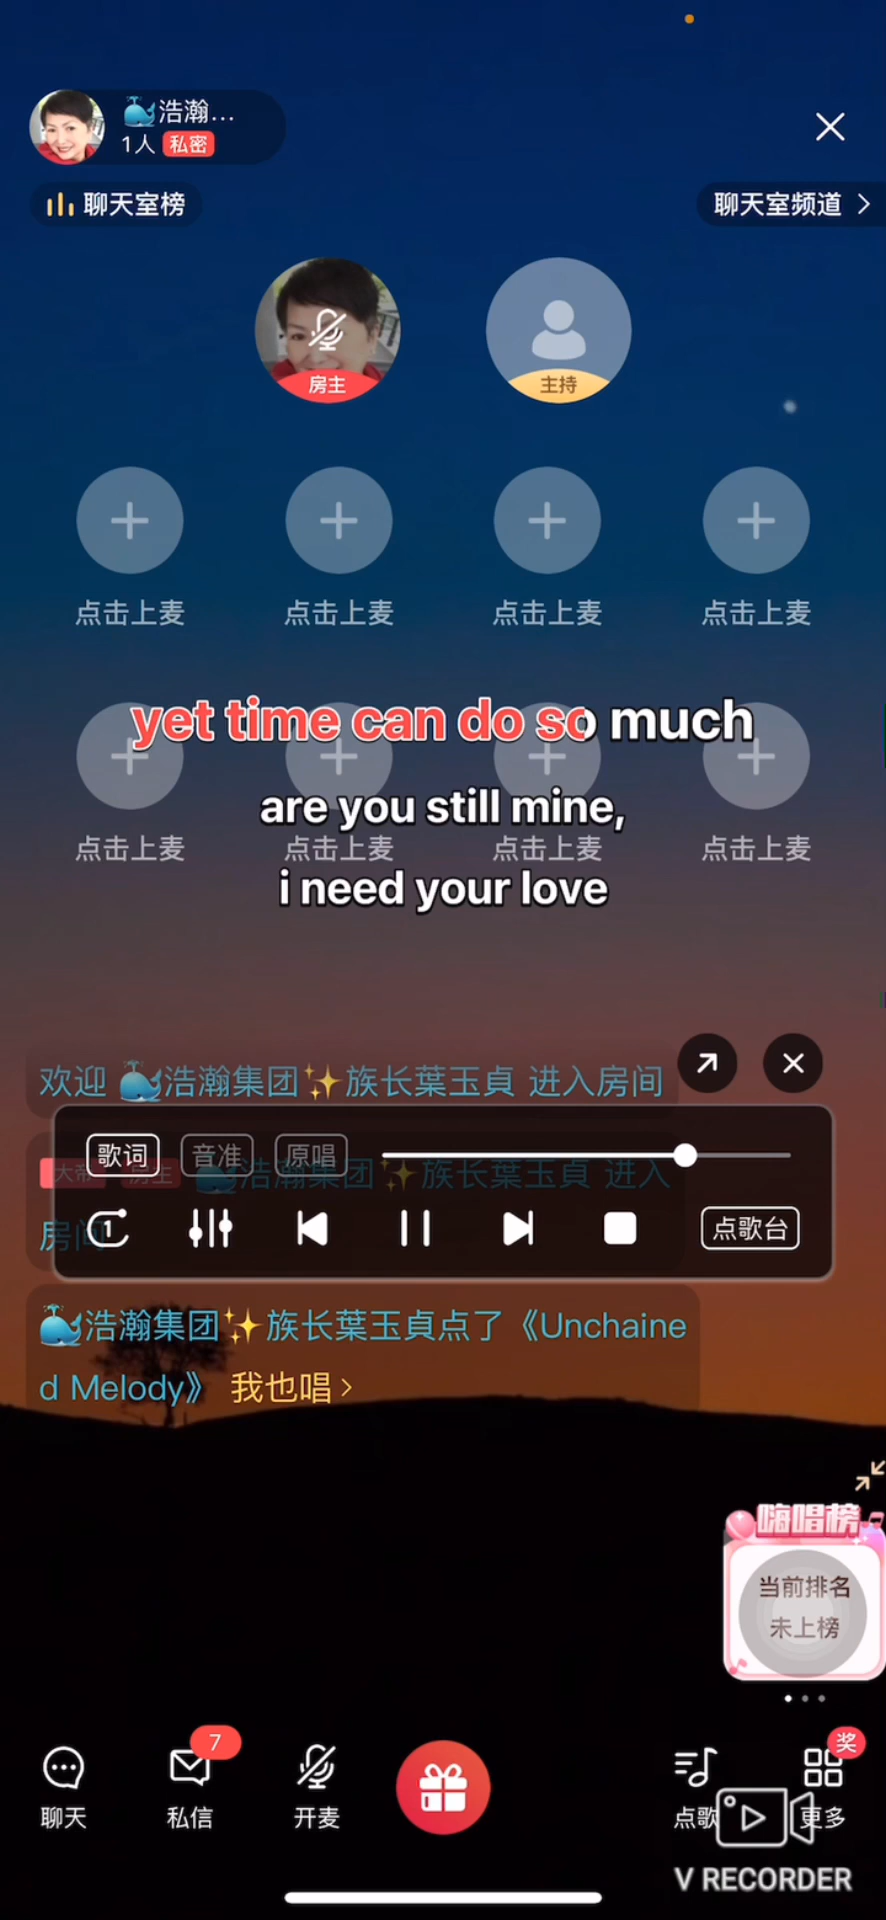 🐳浩瀚...
1人 私密
聊天室榜
聊天室频道 >
房主
主持
点击上麦 点击上麦 点击上麦 点击上麦
yet time can do so much
are you still mine,
i need your love
点击上麦 点击上麦 点击上麦 点击上麦
欢迎 🐳浩瀚集团✨族长葉玉貞 进入房间
歌词 音准 原唱
大帝 房主 🐳浩瀚集团✨族长葉玉貞 进入
房间
1
点歌台
🐳浩瀚集团✨族长葉玉貞点了《Unchaine
d Melody》 我也唱 >
嗨唱榜
当前排名
未上榜
7
奖
聊天 私信 开麦 点歌 更多
V RECORDER